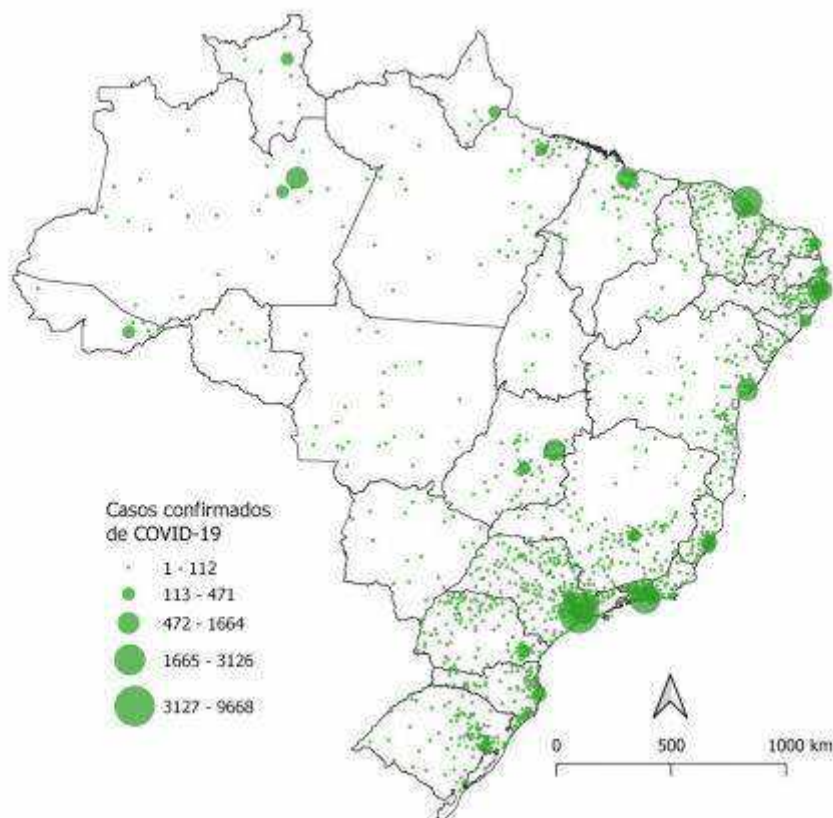 Casos confirmados
de COVID-19
1 - 112
113 - 471
472 - 1664
1665 - 3126
3127 - 9668
0 500 1000 km